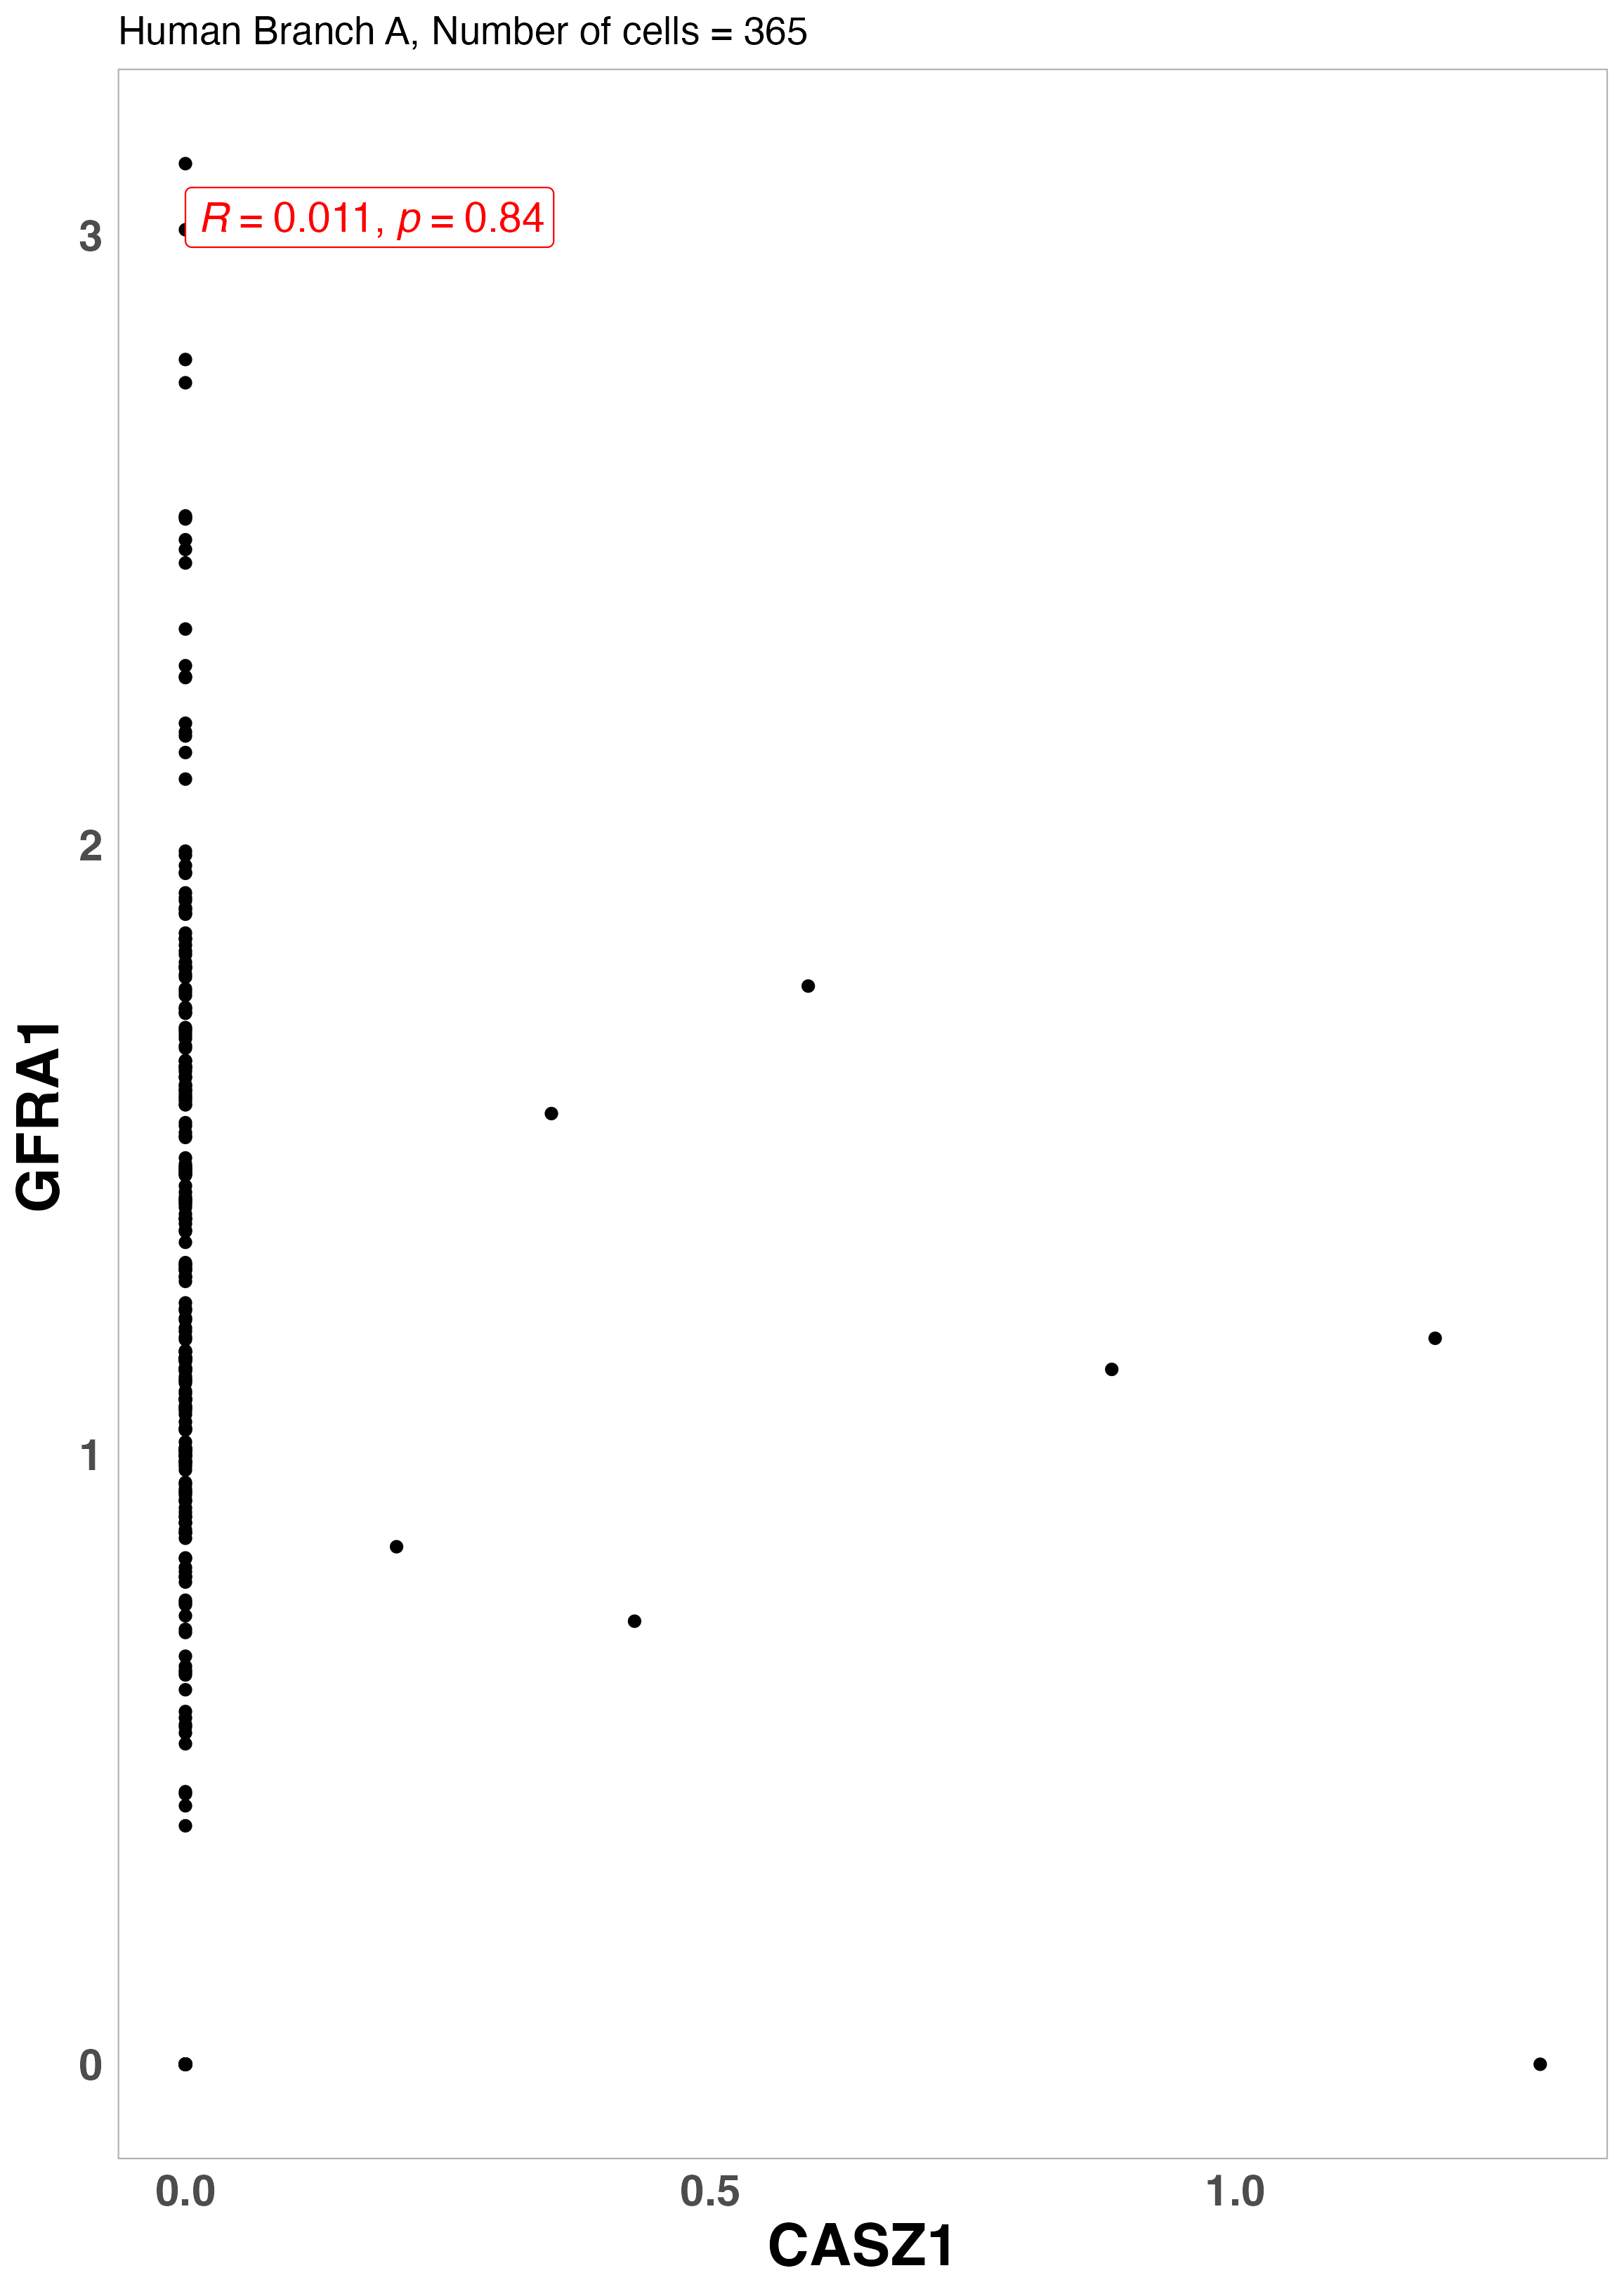 Human Branch A, Number of cells = 365
R = 0.011, p = 0.84
3
2
1
0
GFRA1
0.0 0.5 1.0
CASZ1